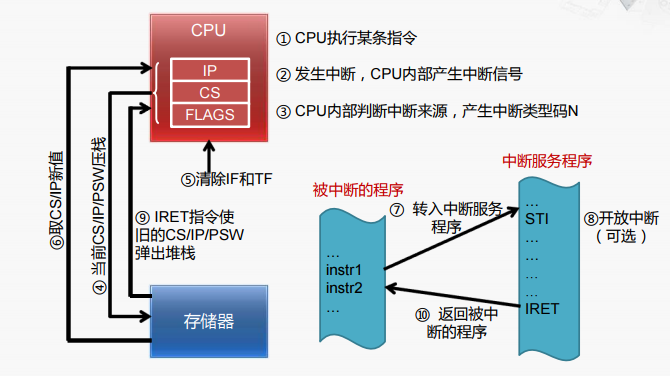 CPU
IP
CS
FLAGS
① CPU执行某条指令
② 发生中断，CPU内部产生中断信号
③ CPU内部判断中断来源，产生中断类型码N
⑤清除IF和TF
⑥取CS/IP新值
④ 当前CS/IP/PSW压栈
⑨ IRET指令使
旧的CS/IP/PSW
弹出堆栈
存储器
被中断的程序
⑦ 转入中断服务
程序
…
instr1
instr2
…
⑩ 返回被中
断的程序
中断服务程序
…
STI
…
…
…
…
IRET
⑧开放中断
（可选）